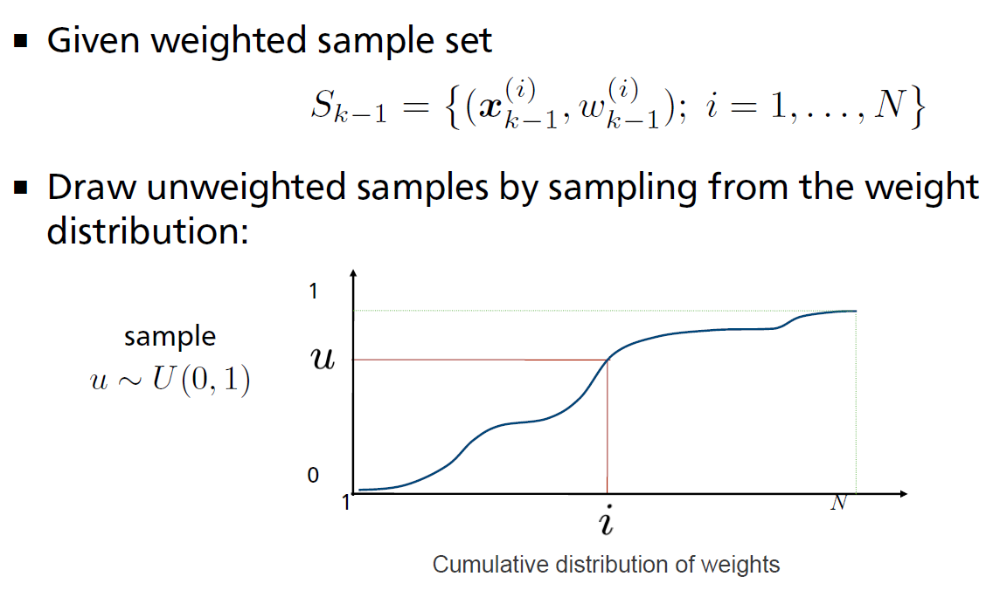 ▪ Given weighted sample set
$S_{k-1} = \{(\boldsymbol{x}_{k-1}^{(i)}, w_{k-1}^{(i)});\ i = 1, \ldots, N\}$
▪ Draw unweighted samples by sampling from the weight
distribution:
1
sample
$u$
$u \sim U(0, 1)$
0
1
$N$
$i$
Cumulative distribution of weights